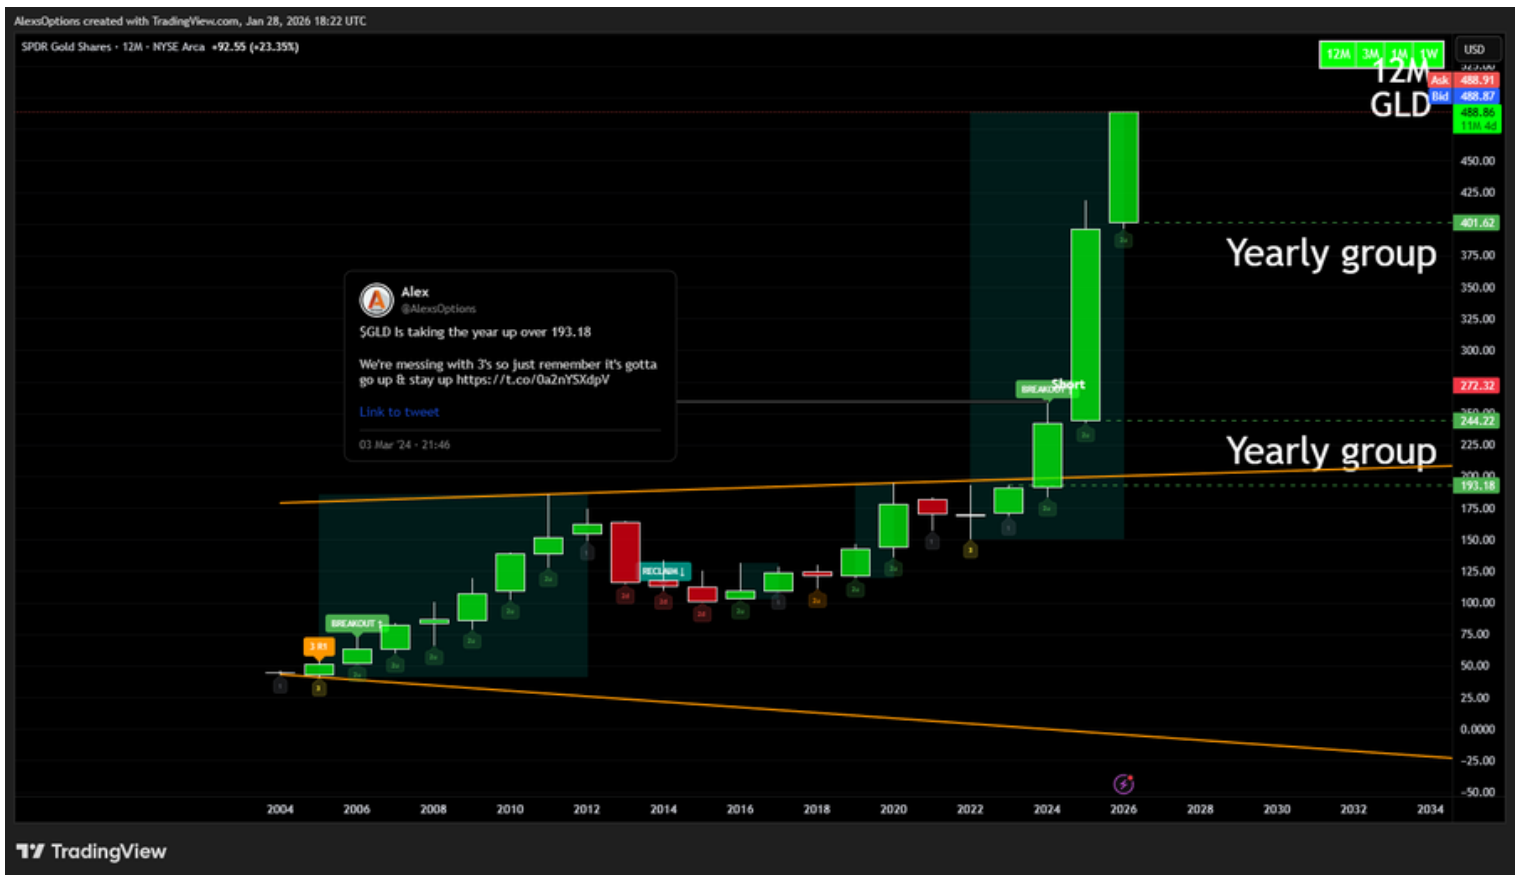 AlexsOptions created with TradingView.com, Jan 28, 2026 18:22 UTC
SPDR Gold Shares · 12M · NYSE Arca +92.55 (+23.35%)
12M 3M 1M 1W
USD
12M
GLD
Ask 488.91
Bid 488.87
488.86
11M 4d
450.00
425.00
401.62
Yearly group
375.00
350.00
325.00
300.00
272.32
250.00
244.22
225.00
Yearly group
200.00
193.18
175.00
150.00
125.00
100.00
75.00
50.00
25.00
0.0000
−25.00
−50.00
Alex
@AlexsOptions
$GLD Is taking the year up over 193.18
We're messing with 3's so just remember it's gotta
go up & stay up https://t.co/0a2nYSXdpV
Link to tweet
03 Mar '24 · 21:46
BREAKOUT
Short
RECLAIM
BREAKOUT
3 R1
2004 2006 2008 2010 2012 2014 2016 2018 2020 2022 2024 2026 2028 2030 2032 2034
TradingView